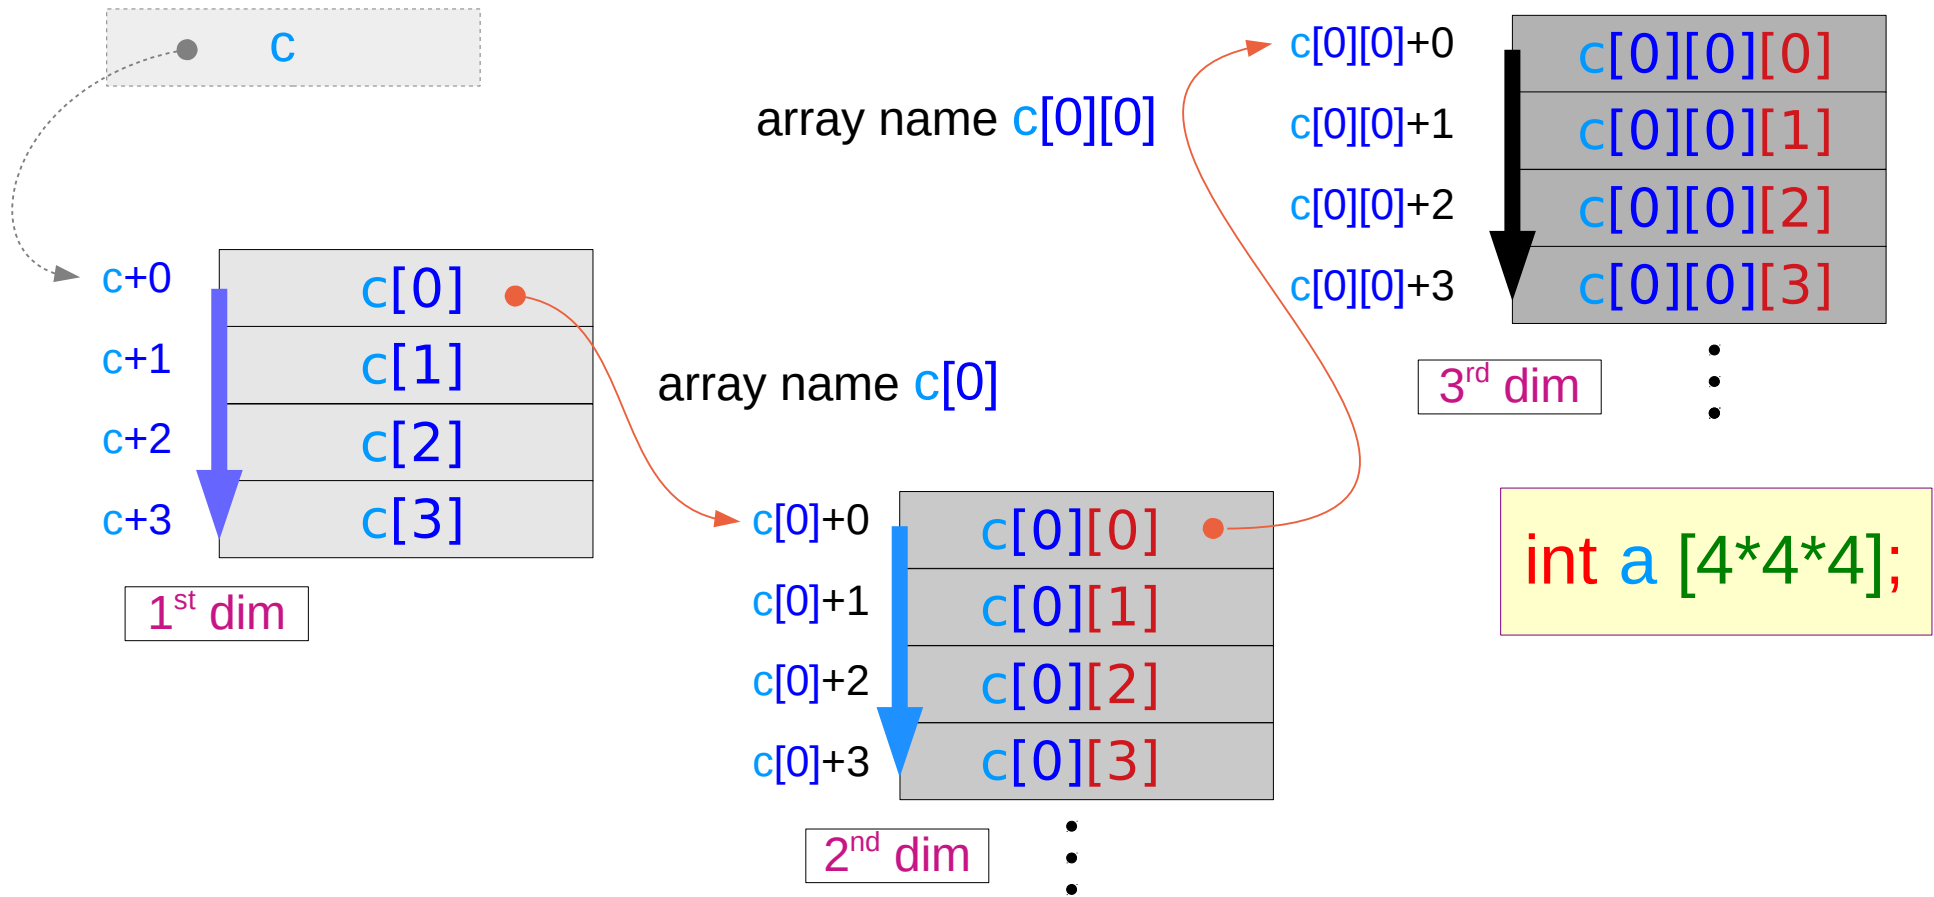 c
c+0
c+1
c+2
c+3
c[0]
c[1]
c[2]
c[3]
1st dim
array name c[0]
c[0]+0
c[0]+1
c[0]+2
c[0]+3
c[0][0]
c[0][1]
c[0][2]
c[0][3]
2nd dim
array name c[0][0]
c[0][0]+0
c[0][0]+1
c[0][0]+2
c[0][0]+3
c[0][0][0]
c[0][0][1]
c[0][0][2]
c[0][0][3]
3rd dim
int a [4*4*4];